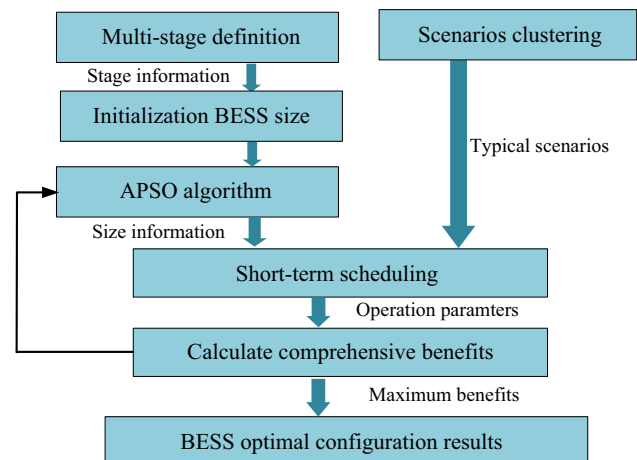 Multi-stage definition
Scenarios clustering
Stage information
Initialization BESS size
Typical scenarios
APSO algorithm
Size information
Short-term scheduling
Operation paramters
Calculate comprehensive benefits
Maximum benefits
BESS optimal configuration results